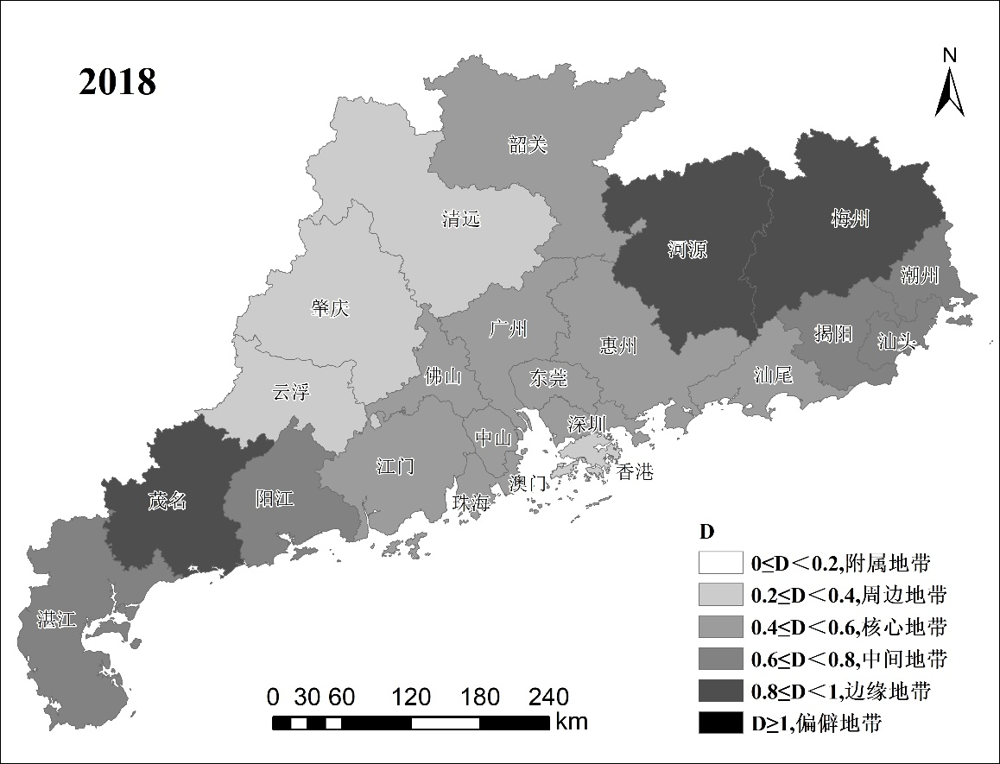 2018
N
韶关
清远
梅州
河源
潮州
肇庆
广州
揭阳
惠州
汕头
佛山
东莞
汕尾
云浮
深圳
中山
江门
香港
澳门
阳江
珠海
茂名
湛江
D
0≤D＜0.2,附属地带
0.2≤D＜0.4,周边地带
0.4≤D＜0.6,核心地带
0.6≤D＜0.8,中间地带
0.8≤D＜1,边缘地带
D≥1,偏僻地带
0 30 60 120 180 240
km